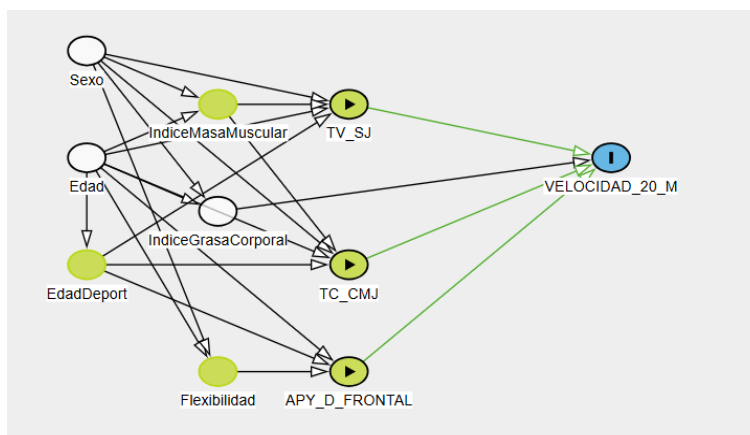 Sexo
IndiceMasaMuscular
TV_SJ
Edad
VELOCIDAD_20_M
IndiceGrasaCorporal
EdadDeport
TC_CMJ
Flexibilidad
APY_D_FRONTAL